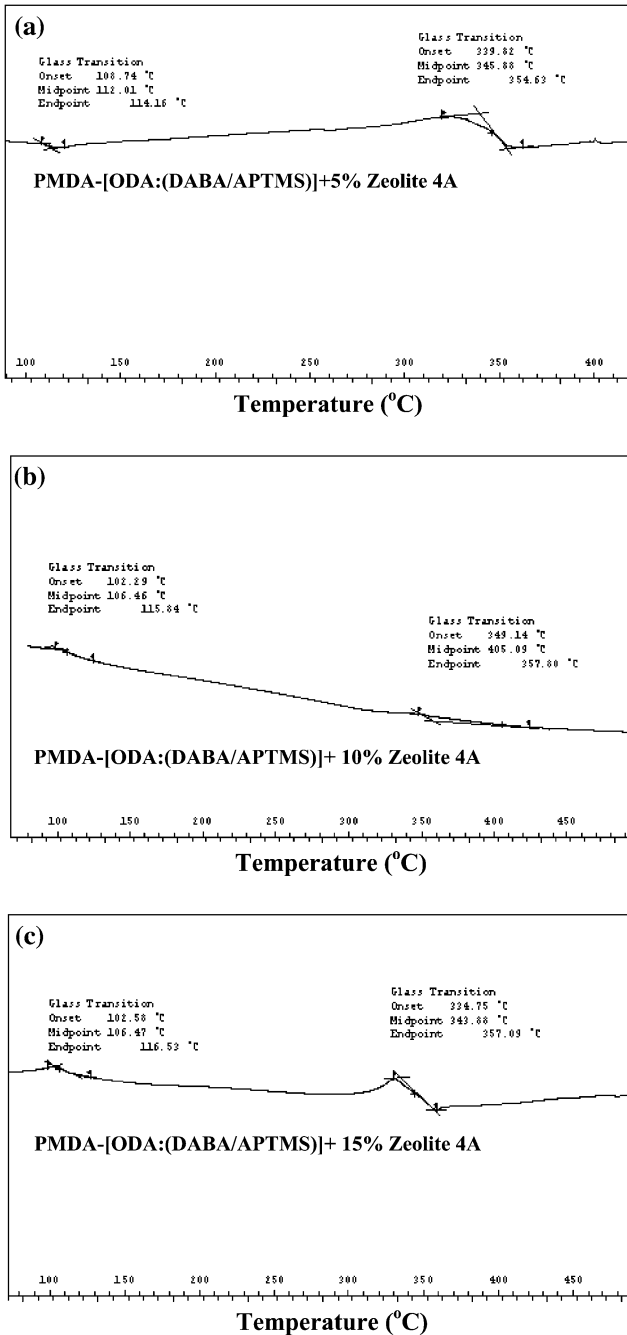 (a)
Glass Transition
Onset 108.74 °C
Midpoint 112.01 °C
Endpoint 114.16 °C
Glass Transition
Onset 339.82 °C
Midpoint 345.88 °C
Endpoint 354.63 °C
PMDA-[ODA:(DABA/APTMS)]+5% Zeolite 4A
100 150 200 250 300 350 400
Temperature (°C)
(b)
Glass Transition
Onset 102.29 °C
Midpoint 106.46 °C
Endpoint 115.84 °C
Glass Transition
Onset 349.14 °C
Midpoint 405.09 °C
Endpoint 357.80 °C
PMDA-[ODA:(DABA/APTMS)]+ 10% Zeolite 4A
100 150 200 250 300 350 400 450
Temperature (°C)
(c)
Glass Transition
Onset 102.58 °C
Midpoint 106.47 °C
Endpoint 116.53 °C
Glass Transition
Onset 334.75 °C
Midpoint 343.88 °C
Endpoint 357.09 °C
PMDA-[ODA:(DABA/APTMS)]+ 15% Zeolite 4A
100 150 200 250 300 350 400 450
Temperature (°C)